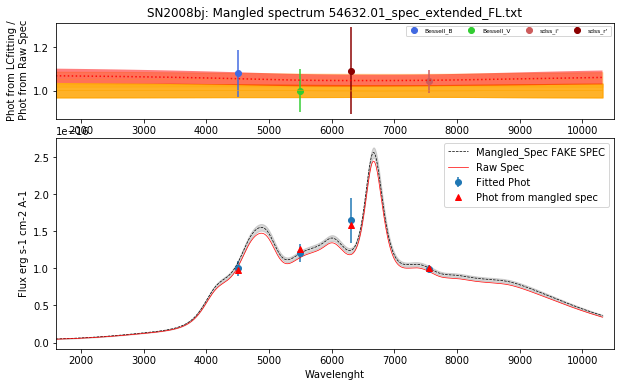 SN2008bj: Mangled spectrum 54632.01_spec_extended_FL.txt
Phot from LCfitting /
Phot from Raw Spec
1.2
1.0
Bessell_B
Bessell_V
sdss_i'
sdss_r'
2000 3000 4000 5000 6000 7000 8000 9000 10000
1e−16
Flux erg s-1 cm-2 A-1
2.5
2.0
1.5
1.0
0.5
0.0
Mangled_Spec FAKE SPEC
Raw Spec
Fitted Phot
Phot from mangled spec
2000 3000 4000 5000 6000 7000 8000 9000 10000
Wavelenght